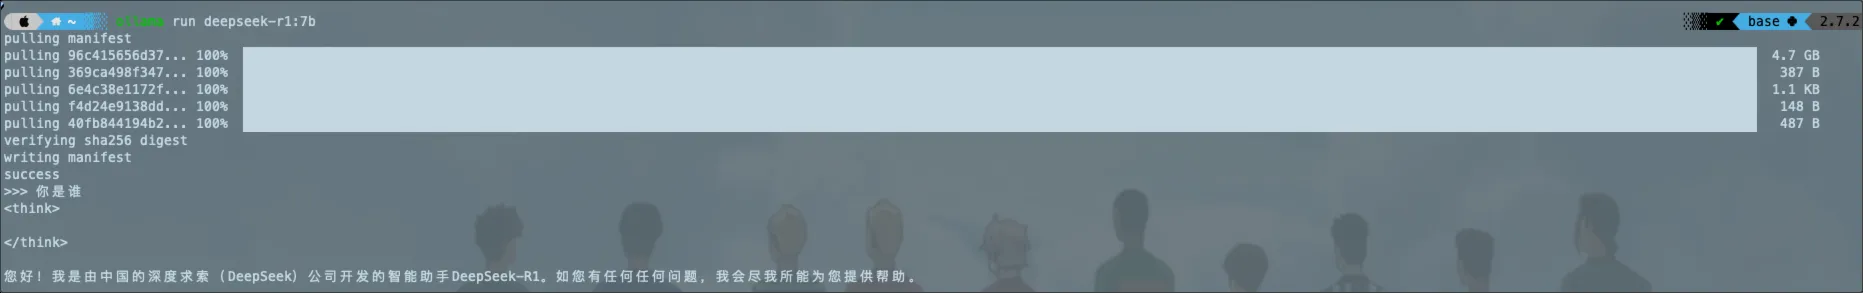 ~ ollama run deepseek-r1:7b ✔ base 2.7.2
pulling manifest
pulling 96c415656d37... 100% 4.7 GB
pulling 369ca498f347... 100% 387 B
pulling 6e4c38e1172f... 100% 1.1 KB
pulling f4d24e9138dd... 100% 148 B
pulling 40fb844194b2... 100% 487 B
verifying sha256 digest
writing manifest
success
>>> 你是谁
<think>
</think>
您好！我是由中国的深度求索（DeepSeek）公司开发的智能助手DeepSeek-R1。如您有任何任何问题，我会尽我所能为您提供帮助。